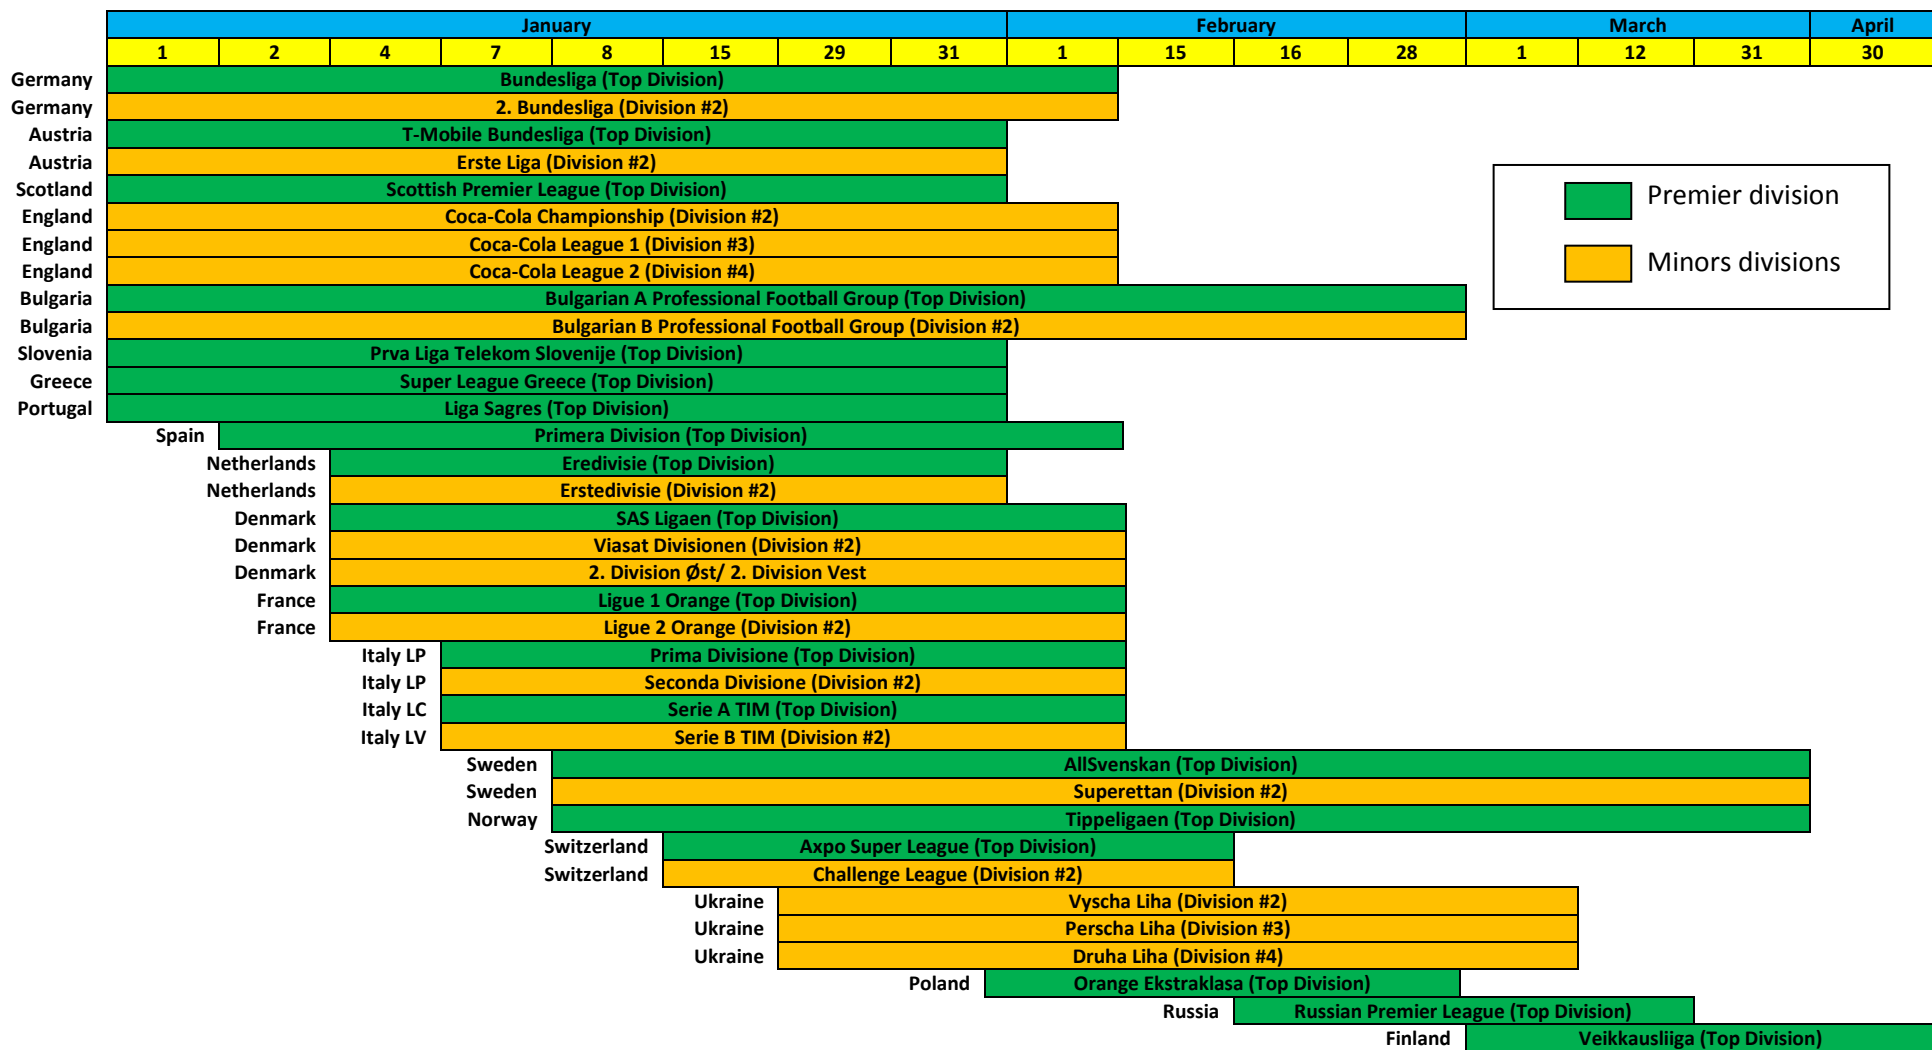 January February March April
1 2 4 7 8 15 29 31 1 15 16 28 1 12 31 30
Germany Bundesliga (Top Division)
Germany 2. Bundesliga (Division #2)
Austria T-Mobile Bundesliga (Top Division)
Austria Erste Liga (Division #2)
Scotland Scottish Premier League (Top Division)
England Coca-Cola Championship (Division #2)
England Coca-Cola League 1 (Division #3)
England Coca-Cola League 2 (Division #4)
Bulgaria Bulgarian A Professional Football Group (Top Division)
Bulgaria Bulgarian B Professional Football Group (Division #2)
Slovenia Prva Liga Telekom Slovenije (Top Division)
Greece Super League Greece (Top Division)
Portugal Liga Sagres (Top Division)
Spain Primera Division (Top Division)
Netherlands Eredivisie (Top Division)
Netherlands Erstedivisie (Division #2)
Denmark SAS Ligaen (Top Division)
Denmark Viasat Divisionen (Division #2)
Denmark 2. Division Øst/ 2. Division Vest
France Ligue 1 Orange (Top Division)
France Ligue 2 Orange (Division #2)
Italy LP Prima Divisione (Top Division)
Italy LP Seconda Divisione (Division #2)
Italy LC Serie A TIM (Top Division)
Italy LV Serie B TIM (Division #2)
Sweden AllSvenskan (Top Division)
Sweden Superettan (Division #2)
Norway Tippeligaen (Top Division)
Switzerland Axpo Super League (Top Division)
Switzerland Challenge League (Division #2)
Ukraine Vyscha Liha (Division #2)
Ukraine Perscha Liha (Division #3)
Ukraine Druha Liha (Division #4)
Poland Orange Ekstraklasa (Top Division)
Russia Russian Premier League (Top Division)
Finland Veikkausliiga (Top Division)
Premier division
Minors divisions